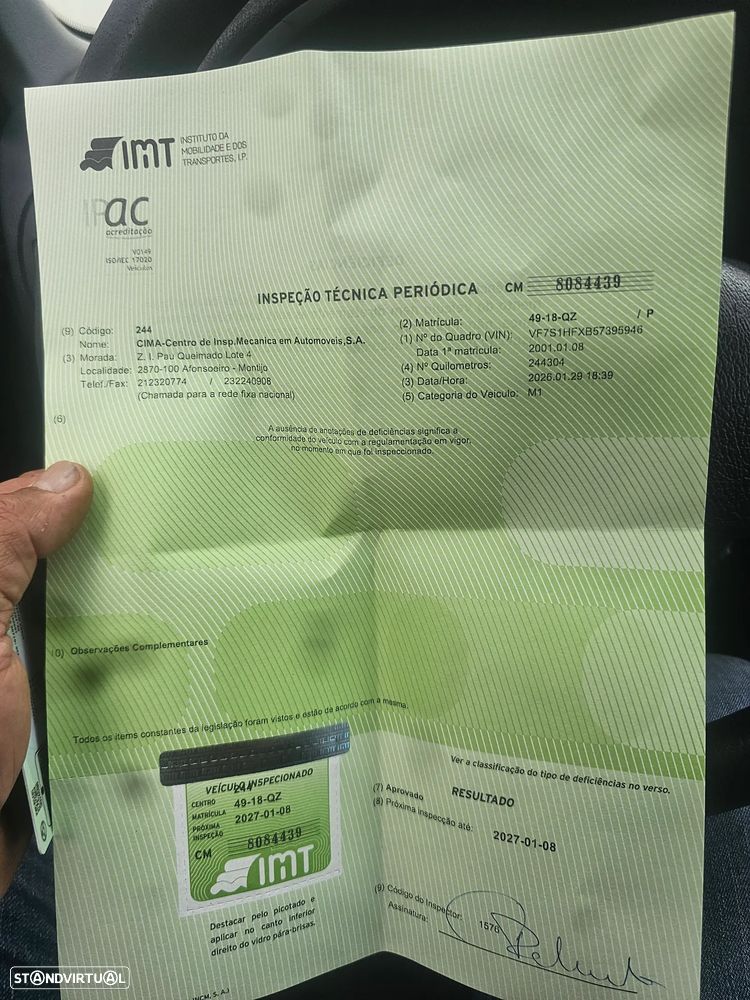 IMT INSTITUTO DA
MOBILIDADE E DOS
TRANSPORTES, I.P.
IPac
acreditação
V0149
ISO/IEC 17020
Veículos
INSPEÇÃO TÉCNICA PERIÓDICA CM 8084439
(9) Código: 244
Nome: CIMA-Centro de Insp.Mecanica em Automoveis,S.A.
(3) Morada: Z. I. Pau Queimado Lote 4
Localidade: 2870-100 Afonsoeiro - Montijo
Telef./Fax: 212320774 / 232240908
(Chamada para a rede fixa nacional)
(2) Matrícula: 49-18-QZ / P
(1) Nº do Quadro (VIN): VF7S1HFXB57395946
Data 1ª matrícula: 2001.01.08
(4) Nº Quilometros: 244304
(3) Data/Hora: 2026.01.29 18:39
(5) Categoria do Veículo: M1
(6)
A ausência de anotações de deficiências significa a
conformidade do veículo com a regulamentação em vigor,
no momento em que foi inspeccionado.
0) Observações Complementares
Todos os items constantes da legislação foram vistos e estão de acordo com a mesma.
VEÍCULO INSPECIONADO
CENTRO 244
MATRÍCULA 49-18-QZ
PRÓXIMA
INSPEÇÃO 2027-01-08
CM 8084439
IMT
Destacar pelo picotado e
aplicar no canto inferior
direito do vidro pára-brisas.
Ver a classificação do tipo de deficiências no verso.
RESULTADO
(7) Aprovado
(8) Próxima inspecção até: 2027-01-08
(9) Código do Inspector: 1576
Assinatura:
INCM, S. A.)
STANDVIRTUAL